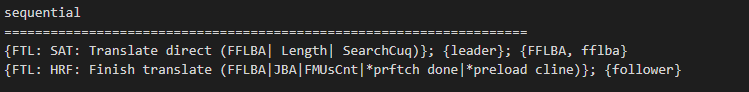 sequential
====================================================================
{FTL: SAT: Translate direct (FFLBA| Length| SearchCuq)}; {leader}; {FFLBA, fflba}
{FTL: HRF: Finish translate (FFLBA|JBA|FMUsCnt|*prftch done|*preload cline)}; {follower}